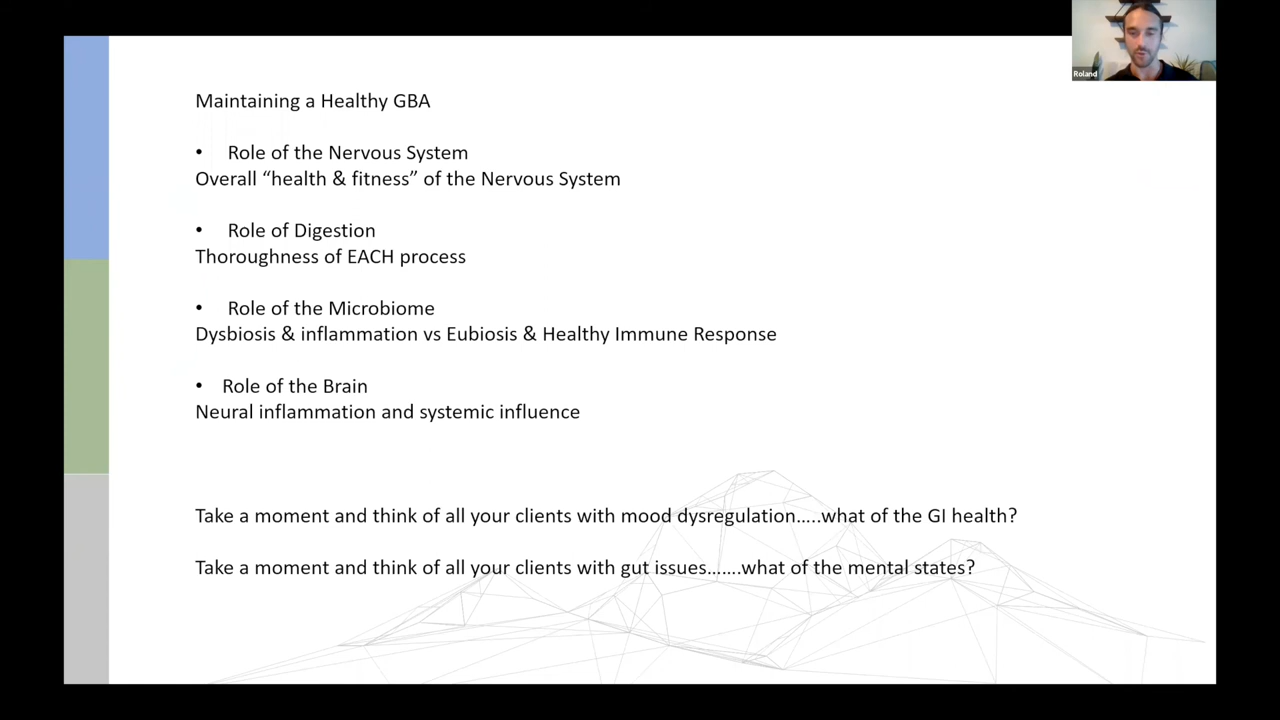 Roland
Maintaining a Healthy GBA
• Role of the Nervous System
Overall “health & fitness” of the Nervous System
• Role of Digestion
Thoroughness of EACH process
• Role of the Microbiome
Dysbiosis & inflammation vs Eubiosis & Healthy Immune Response
• Role of the Brain
Neural inflammation and systemic influence
Take a moment and think of all your clients with mood dysregulation…..what of the GI health?
Take a moment and think of all your clients with gut issues…….what of the mental states?